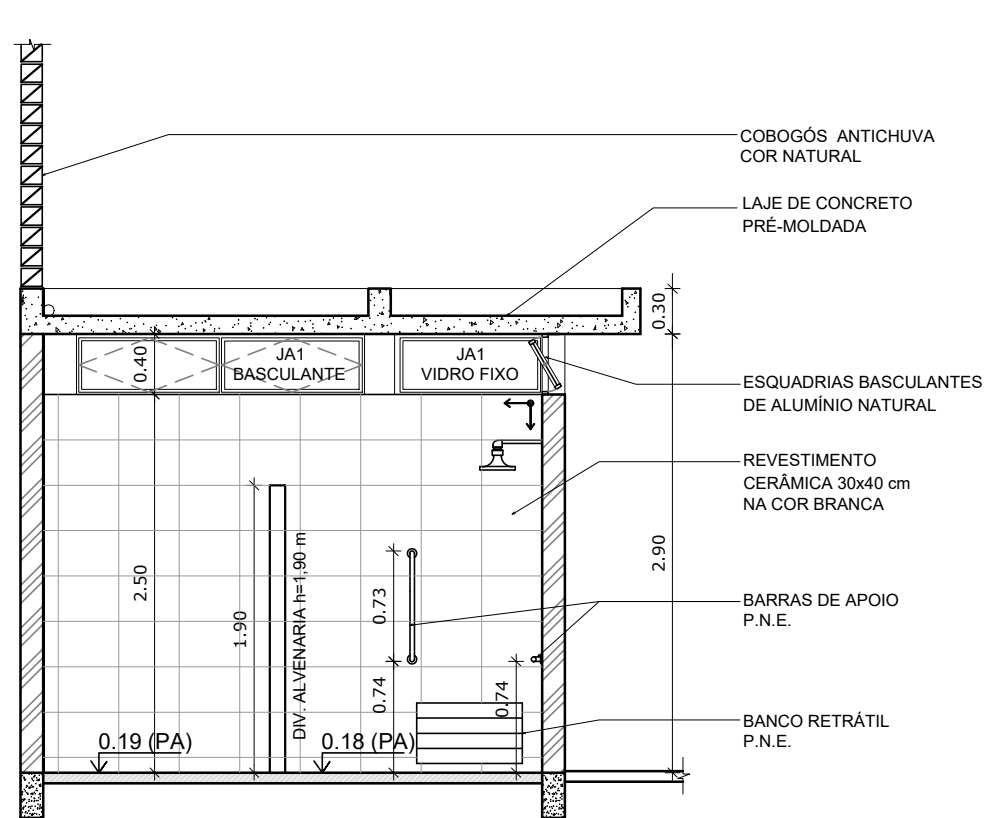 COBOGÓS ANTICHUVA
COR NATURAL
LAJE DE CONCRETO
PRÉ-MOLDADA
0.30
0.40
JA1
BASCULANTE
JA1
VIDRO FIXO
ESQUADRIAS BASCULANTES
DE ALUMÍNIO NATURAL
REVESTIMENTO
CERÂMICA 30x40 cm
NA COR BRANCA
2.50
1.90
DIV. ALVENARIA h=1,90 m
0.73
0.74
0.74
2.90
BARRAS DE APOIO
P.N.E.
BANCO RETRÁTIL
P.N.E.
0.19 (PA)
0.18 (PA)